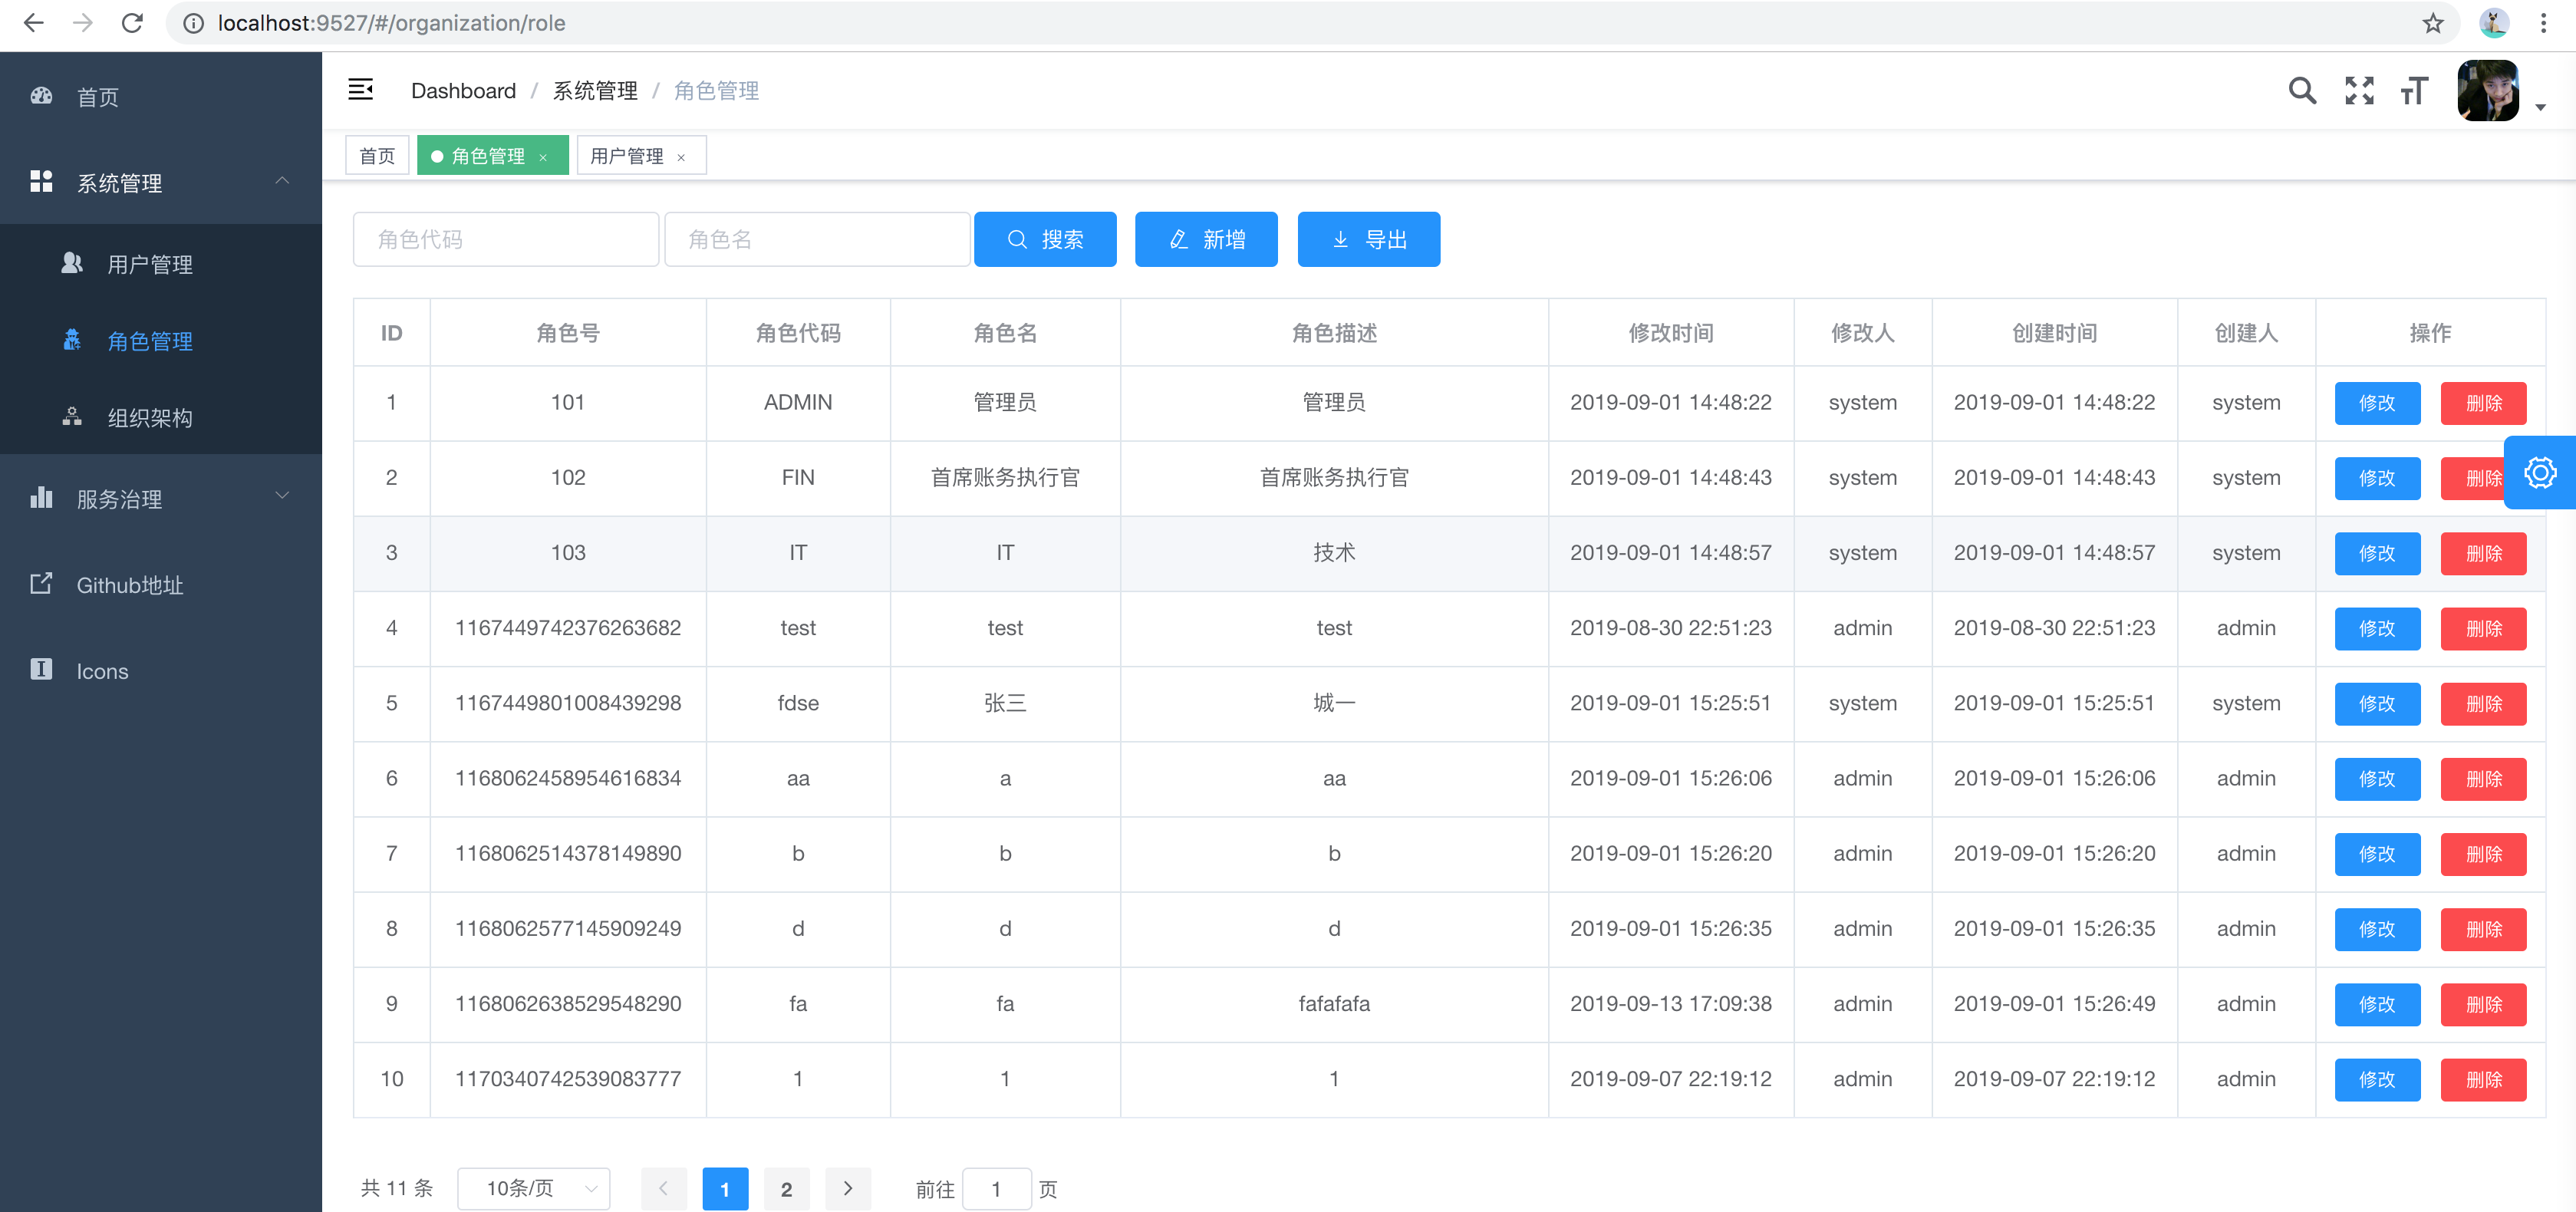 localhost:9527/#/organization/role
首页
系统管理
用户管理
角色管理
组织架构
服务治理
Github地址
Icons
Dashboard / 系统管理 / 角色管理
首页 角色管理 × 用户管理 ×
角色代码 角色名 搜索 新增 导出
ID 角色号 角色代码 角色名 角色描述 修改时间 修改人 创建时间 创建人 操作
1 101 ADMIN 管理员 管理员 2019-09-01 14:48:22 system 2019-09-01 14:48:22 system 修改 删除
2 102 FIN 首席账务执行官 首席账务执行官 2019-09-01 14:48:43 system 2019-09-01 14:48:43 system 修改 删除
3 103 IT IT 技术 2019-09-01 14:48:57 system 2019-09-01 14:48:57 system 修改 删除
4 1167449742376263682 test test test 2019-08-30 22:51:23 admin 2019-08-30 22:51:23 admin 修改 删除
5 1167449801008439298 fdse 张三 城一 2019-09-01 15:25:51 system 2019-09-01 15:25:51 system 修改 删除
6 1168062458954616834 aa a aa 2019-09-01 15:26:06 admin 2019-09-01 15:26:06 admin 修改 删除
7 1168062514378149890 b b b 2019-09-01 15:26:20 admin 2019-09-01 15:26:20 admin 修改 删除
8 1168062577145909249 d d d 2019-09-01 15:26:35 admin 2019-09-01 15:26:35 admin 修改 删除
9 1168062638529548290 fa fa fafafafa 2019-09-13 17:09:38 admin 2019-09-01 15:26:49 admin 修改 删除
10 1170340742539083777 1 1 1 2019-09-07 22:19:12 admin 2019-09-07 22:19:12 admin 修改 删除
共 11 条 10条/页 1 2 前往 1 页